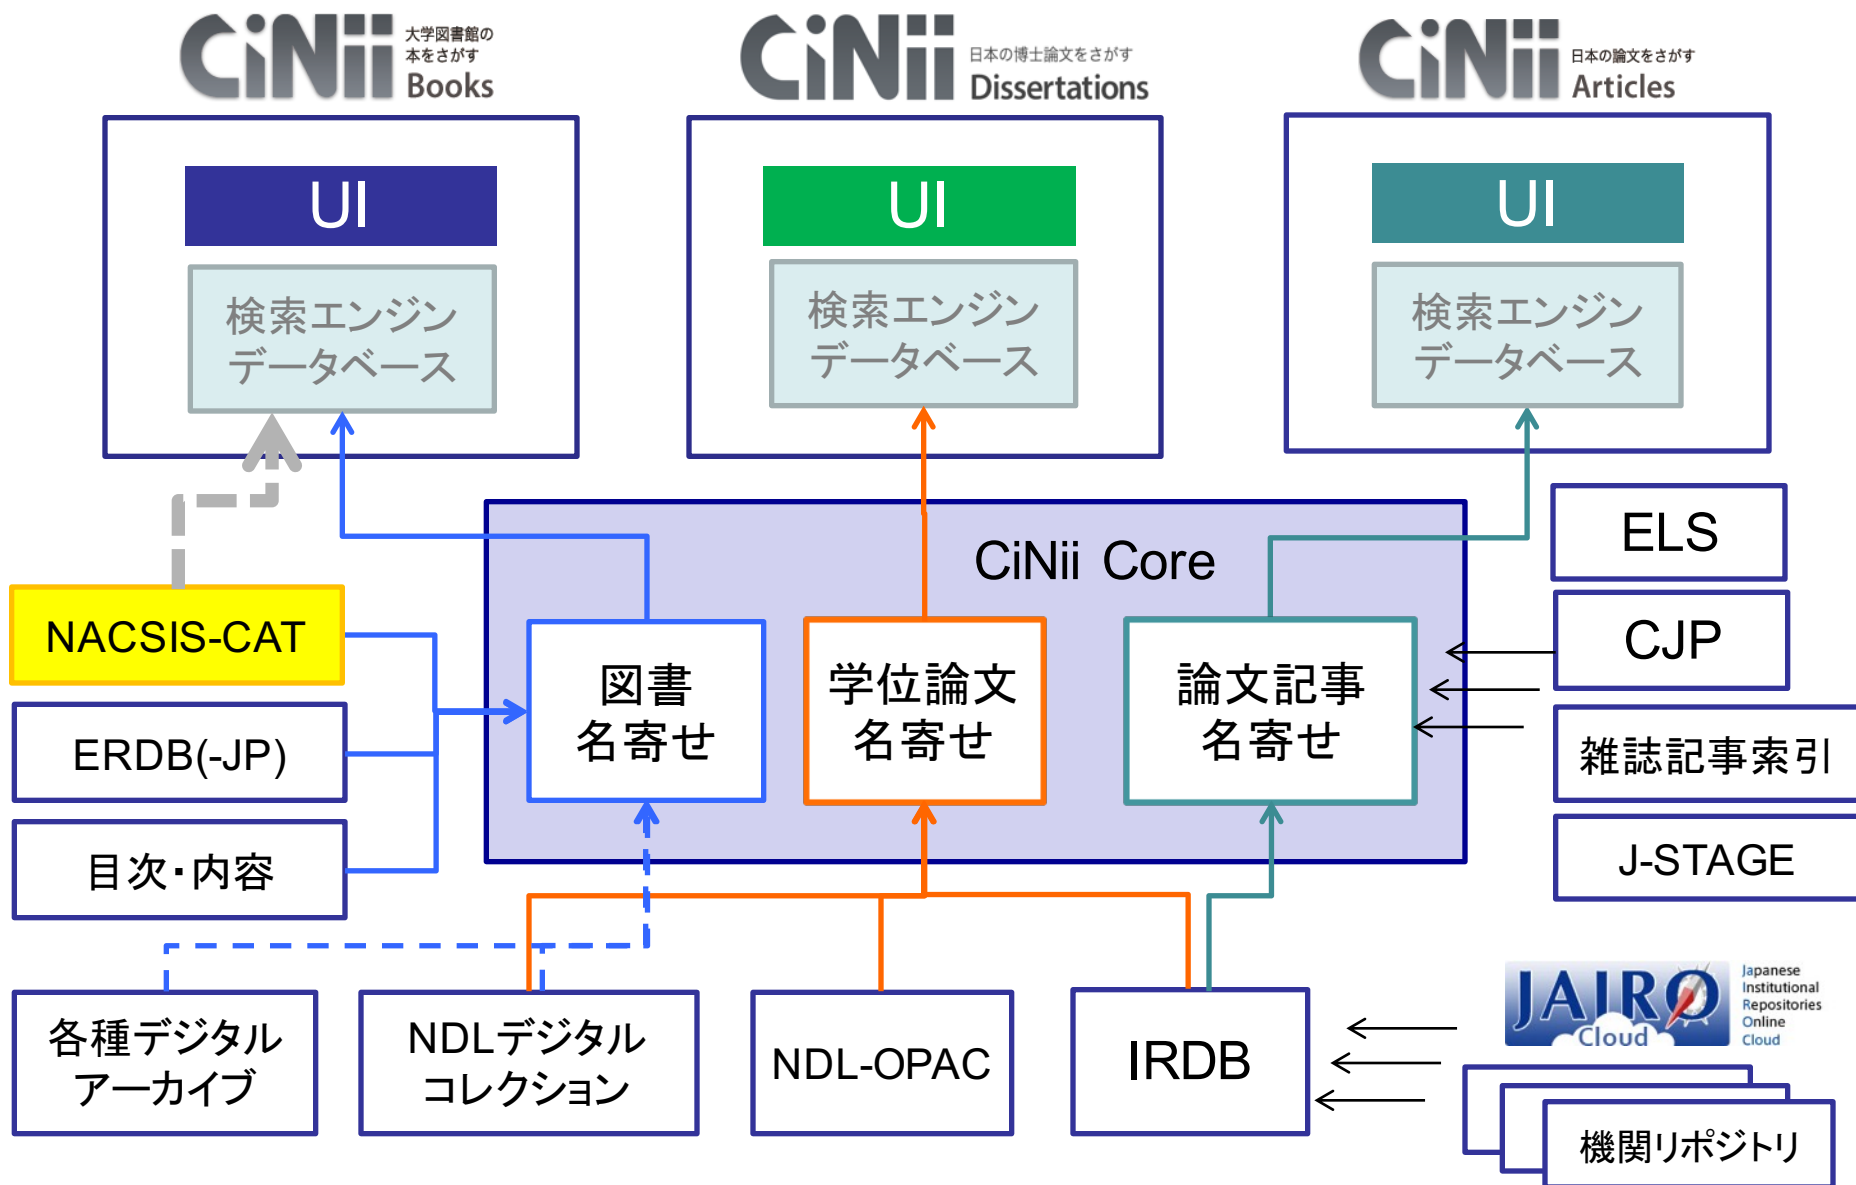 CiNii
大学図書館の
本をさがす
Books
CiNii
日本の博士論文をさがす
Dissertations
CiNii
日本の論文をさがす
Articles
UI
検索エンジン
データベース
UI
検索エンジン
データベース
UI
検索エンジン
データベース
CiNii Core
図書
名寄せ
学位論文
名寄せ
論文記事
名寄せ
NACSIS-CAT
ERDB(-JP)
目次・内容
ELS
CJP
雑誌記事索引
J-STAGE
各種デジタル
アーカイブ
NDLデジタル
コレクション
NDL-OPAC
IRDB
JAIRO
Cloud
Japanese
Institutional
Repositories
Online
Cloud
機関リポジトリ